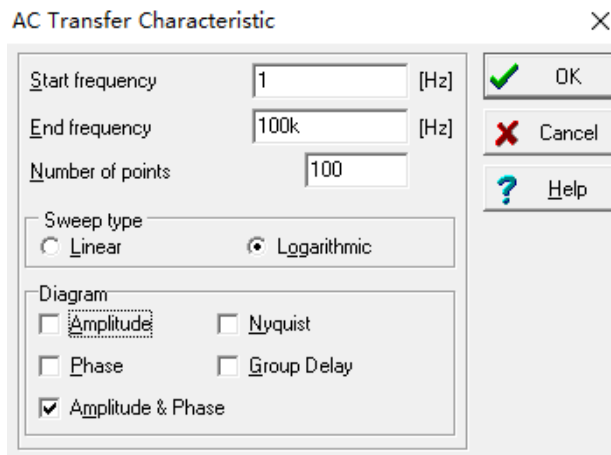 AC Transfer Characteristic
Start frequency 1 [Hz] OK
End frequency 100k [Hz] Cancel
Number of points 100
Help
Sweep type
Linear Logarithmic
Diagram
Amplitude Nyquist
Phase Group Delay
Amplitude & Phase